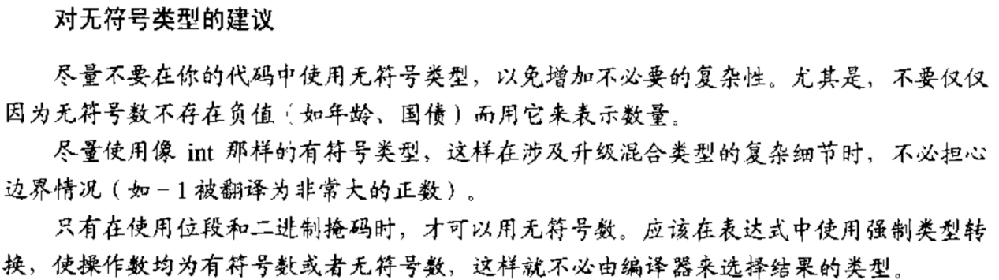 对无符号类型的建议
尽量不要在你的代码中使用无符号类型，以免增加不必要的复杂性。尤其是，不要仅仅
因为无符号数不存在负值（如年龄、国债）而用它来表示数量。
尽量使用像 int 那样的有符号类型，这样在涉及升级混合类型的复杂细节时，不必担心
边界情况（如－1 被翻译为非常大的正数）。
只有在使用位段和二进制掩码时，才可以用无符号数。应该在表达式中使用强制类型转
换，使操作数均为有符号数或者无符号数，这样就不必由编译器来选择结果的类型。